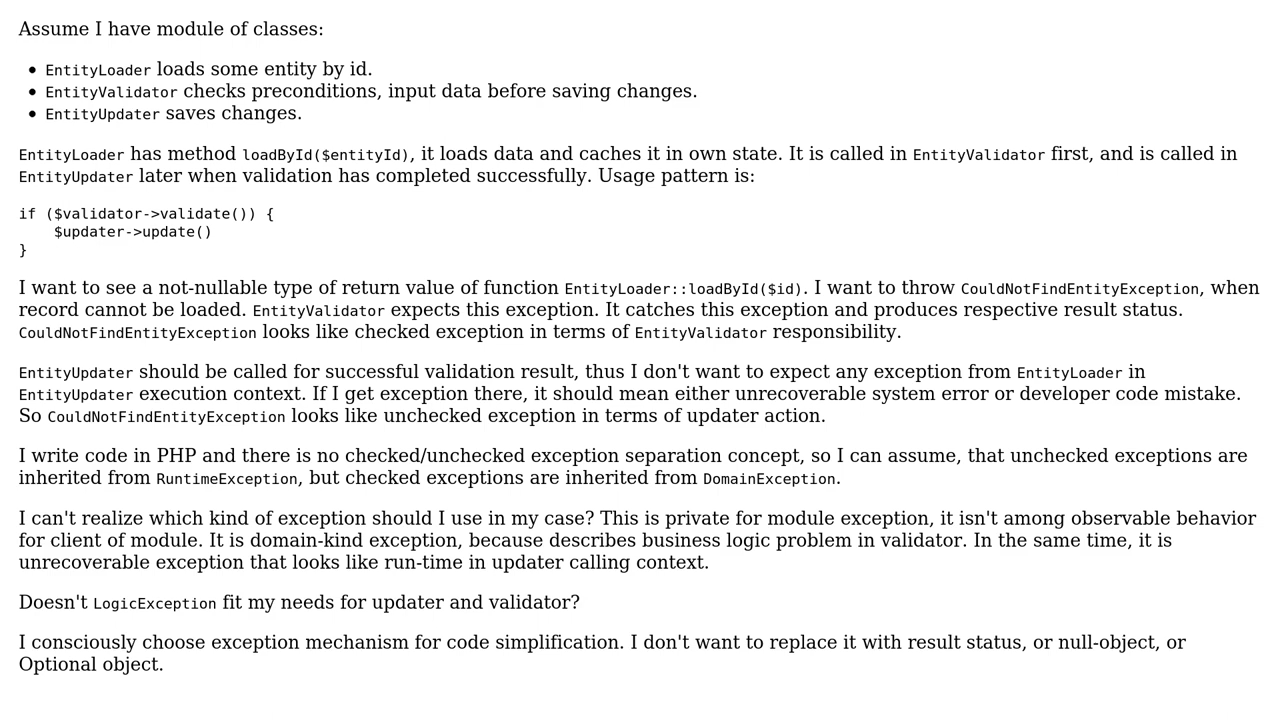 Assume I have module of classes:
• EntityLoader loads some entity by id.
• EntityValidator checks preconditions, input data before saving changes.
• EntityUpdater saves changes.
EntityLoader has method loadById($entityId), it loads data and caches it in own state. It is called in EntityValidator first, and is called in
EntityUpdater later when validation has completed successfully. Usage pattern is:
if ($validator->validate()) {
    $updater->update()
}
I want to see a not-nullable type of return value of function EntityLoader::loadById($id). I want to throw CouldNotFindEntityException, when
record cannot be loaded. EntityValidator expects this exception. It catches this exception and produces respective result status.
CouldNotFindEntityException looks like checked exception in terms of EntityValidator responsibility.
EntityUpdater should be called for successful validation result, thus I don't want to expect any exception from EntityLoader in
EntityUpdater execution context. If I get exception there, it should mean either unrecoverable system error or developer code mistake.
So CouldNotFindEntityException looks like unchecked exception in terms of updater action.
I write code in PHP and there is no checked/unchecked exception separation concept, so I can assume, that unchecked exceptions are
inherited from RuntimeException, but checked exceptions are inherited from DomainException.
I can't realize which kind of exception should I use in my case? This is private for module exception, it isn't among observable behavior
for client of module. It is domain-kind exception, because describes business logic problem in validator. In the same time, it is
unrecoverable exception that looks like run-time in updater calling context.
Doesn't LogicException fit my needs for updater and validator?
I consciously choose exception mechanism for code simplification. I don't want to replace it with result status, or null-object, or
Optional object.